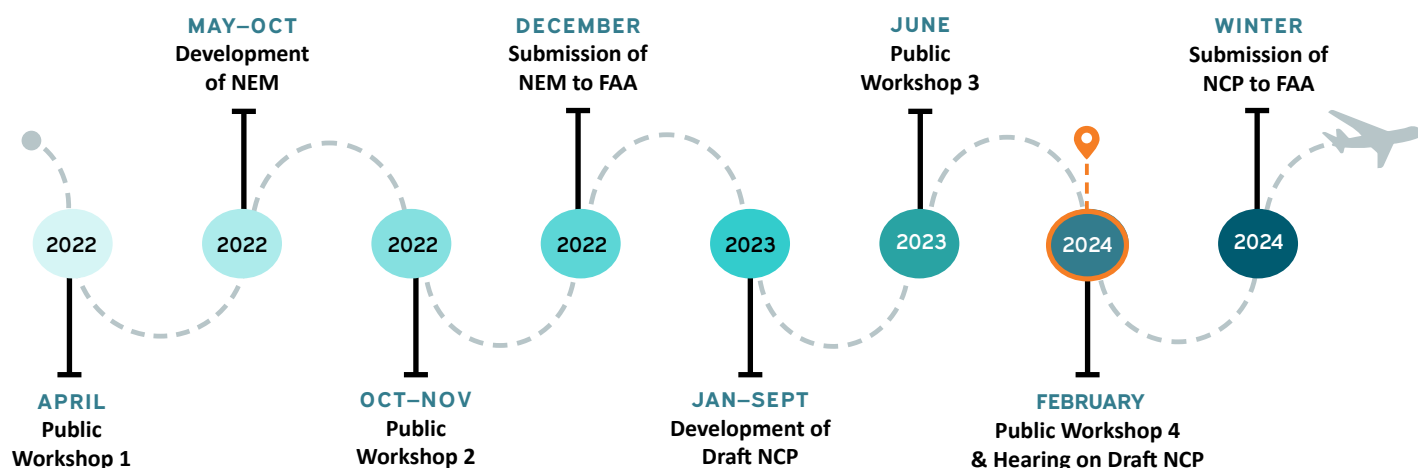 MAY–OCT
Development
of NEM
DECEMBER
Submission of
NEM to FAA
JUNE
Public
Workshop 3
WINTER
Submission of
NCP to FAA
2022
2022
2022
2022
2023
2023
2024
2024
APRIL
Public
Workshop 1
OCT–NOV
Public
Workshop 2
JAN–SEPT
Development of
Draft NCP
FEBRUARY
Public Workshop 4
& Hearing on Draft NCP